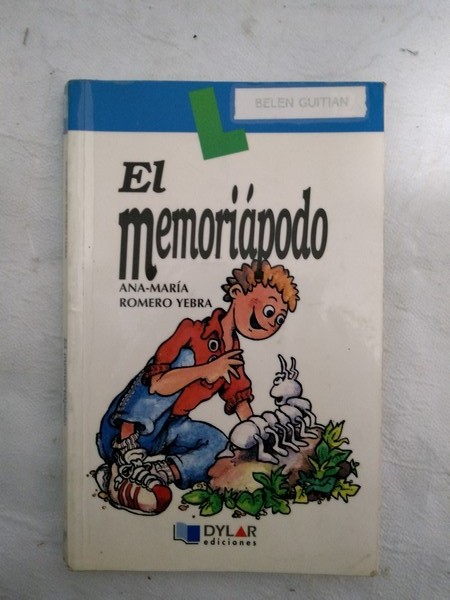 BELEN GUITIAN
El
memoriápodo
ANA-MARÍA
ROMERO YEBRA
DYLAR
ediciones